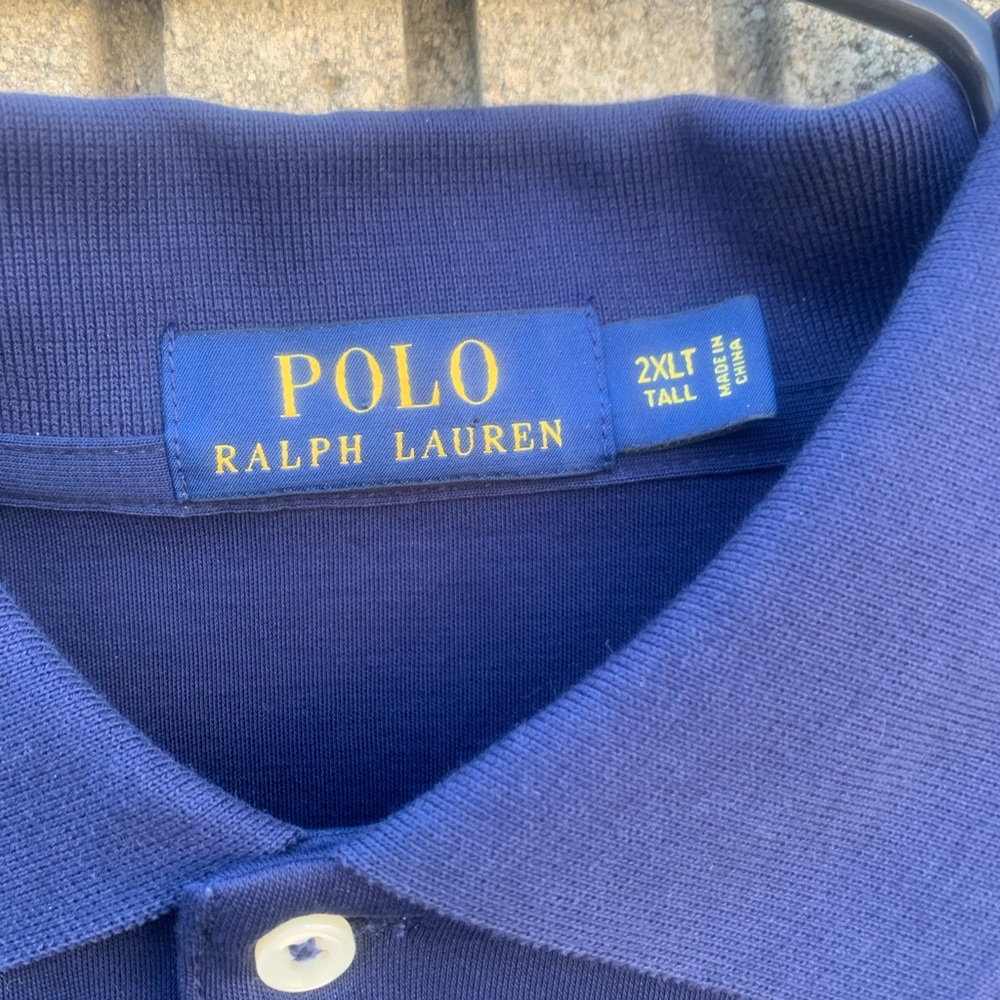 POLO
RALPH LAUREN
2XLT
TALL
MADE IN
CHINA